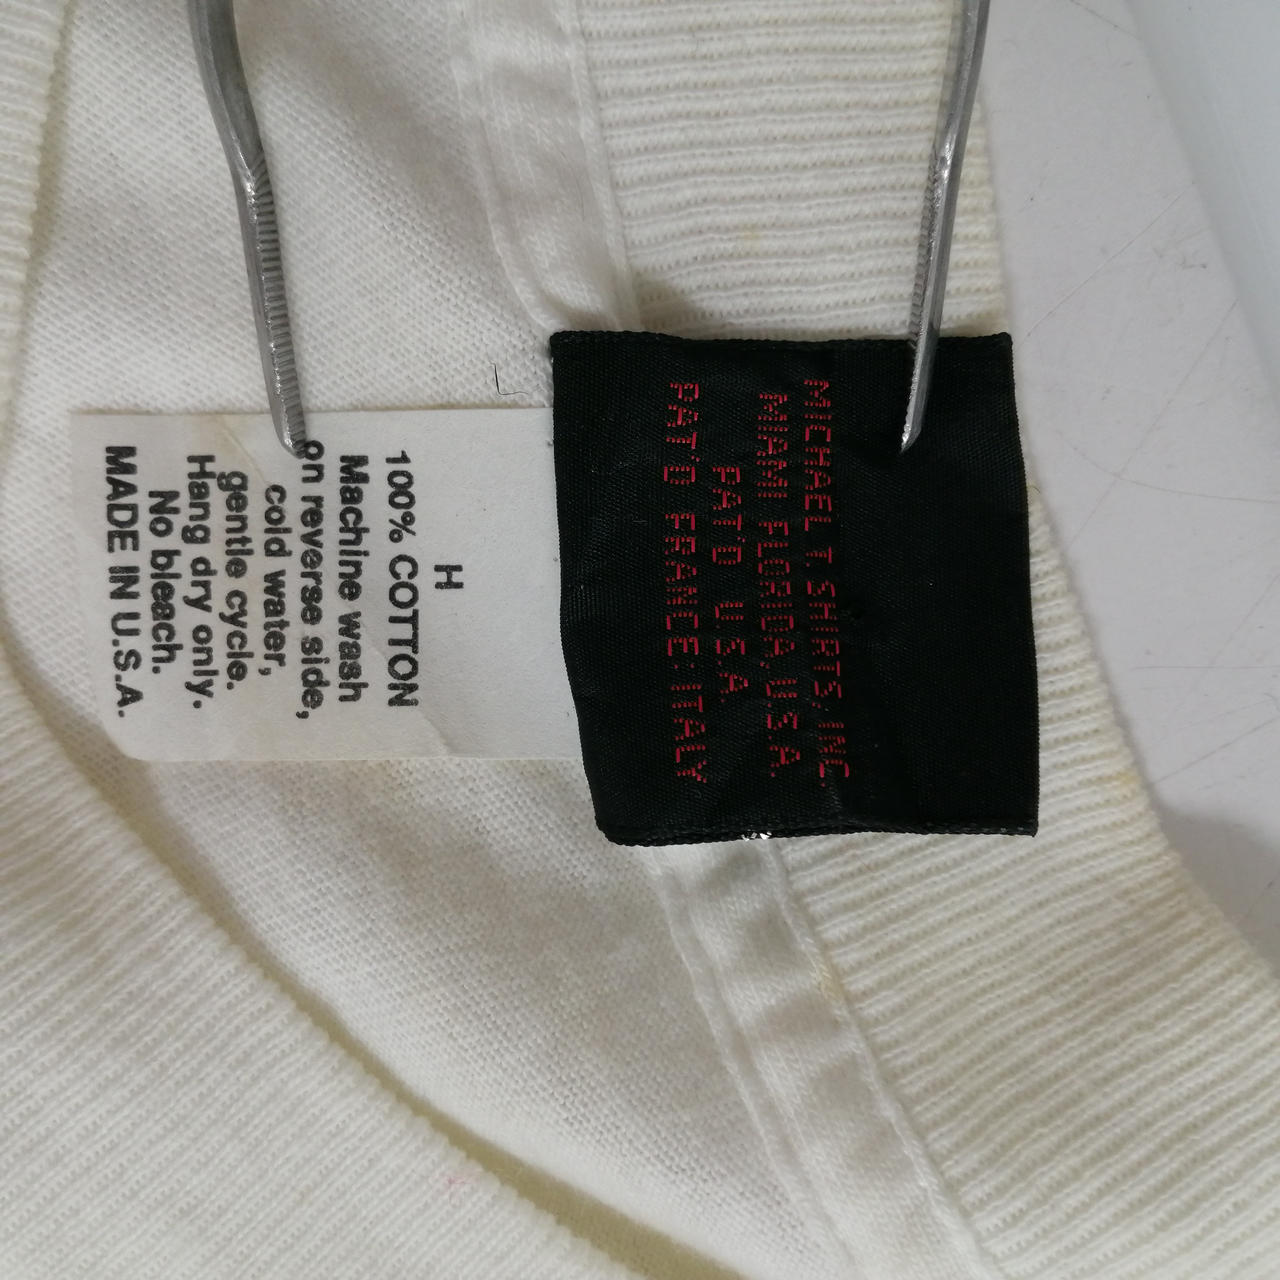 MICHAEL T. SHIRTS, INC.
MIAMI FLORIDA, U.S.A.
PAT'D U.S.A.
PAT'D FRANCE: ITALY
H
100% COTTON
Machine wash
on reverse side,
cold water,
gentle cycle.
Hang dry only.
No bleach.
MADE IN U.S.A.